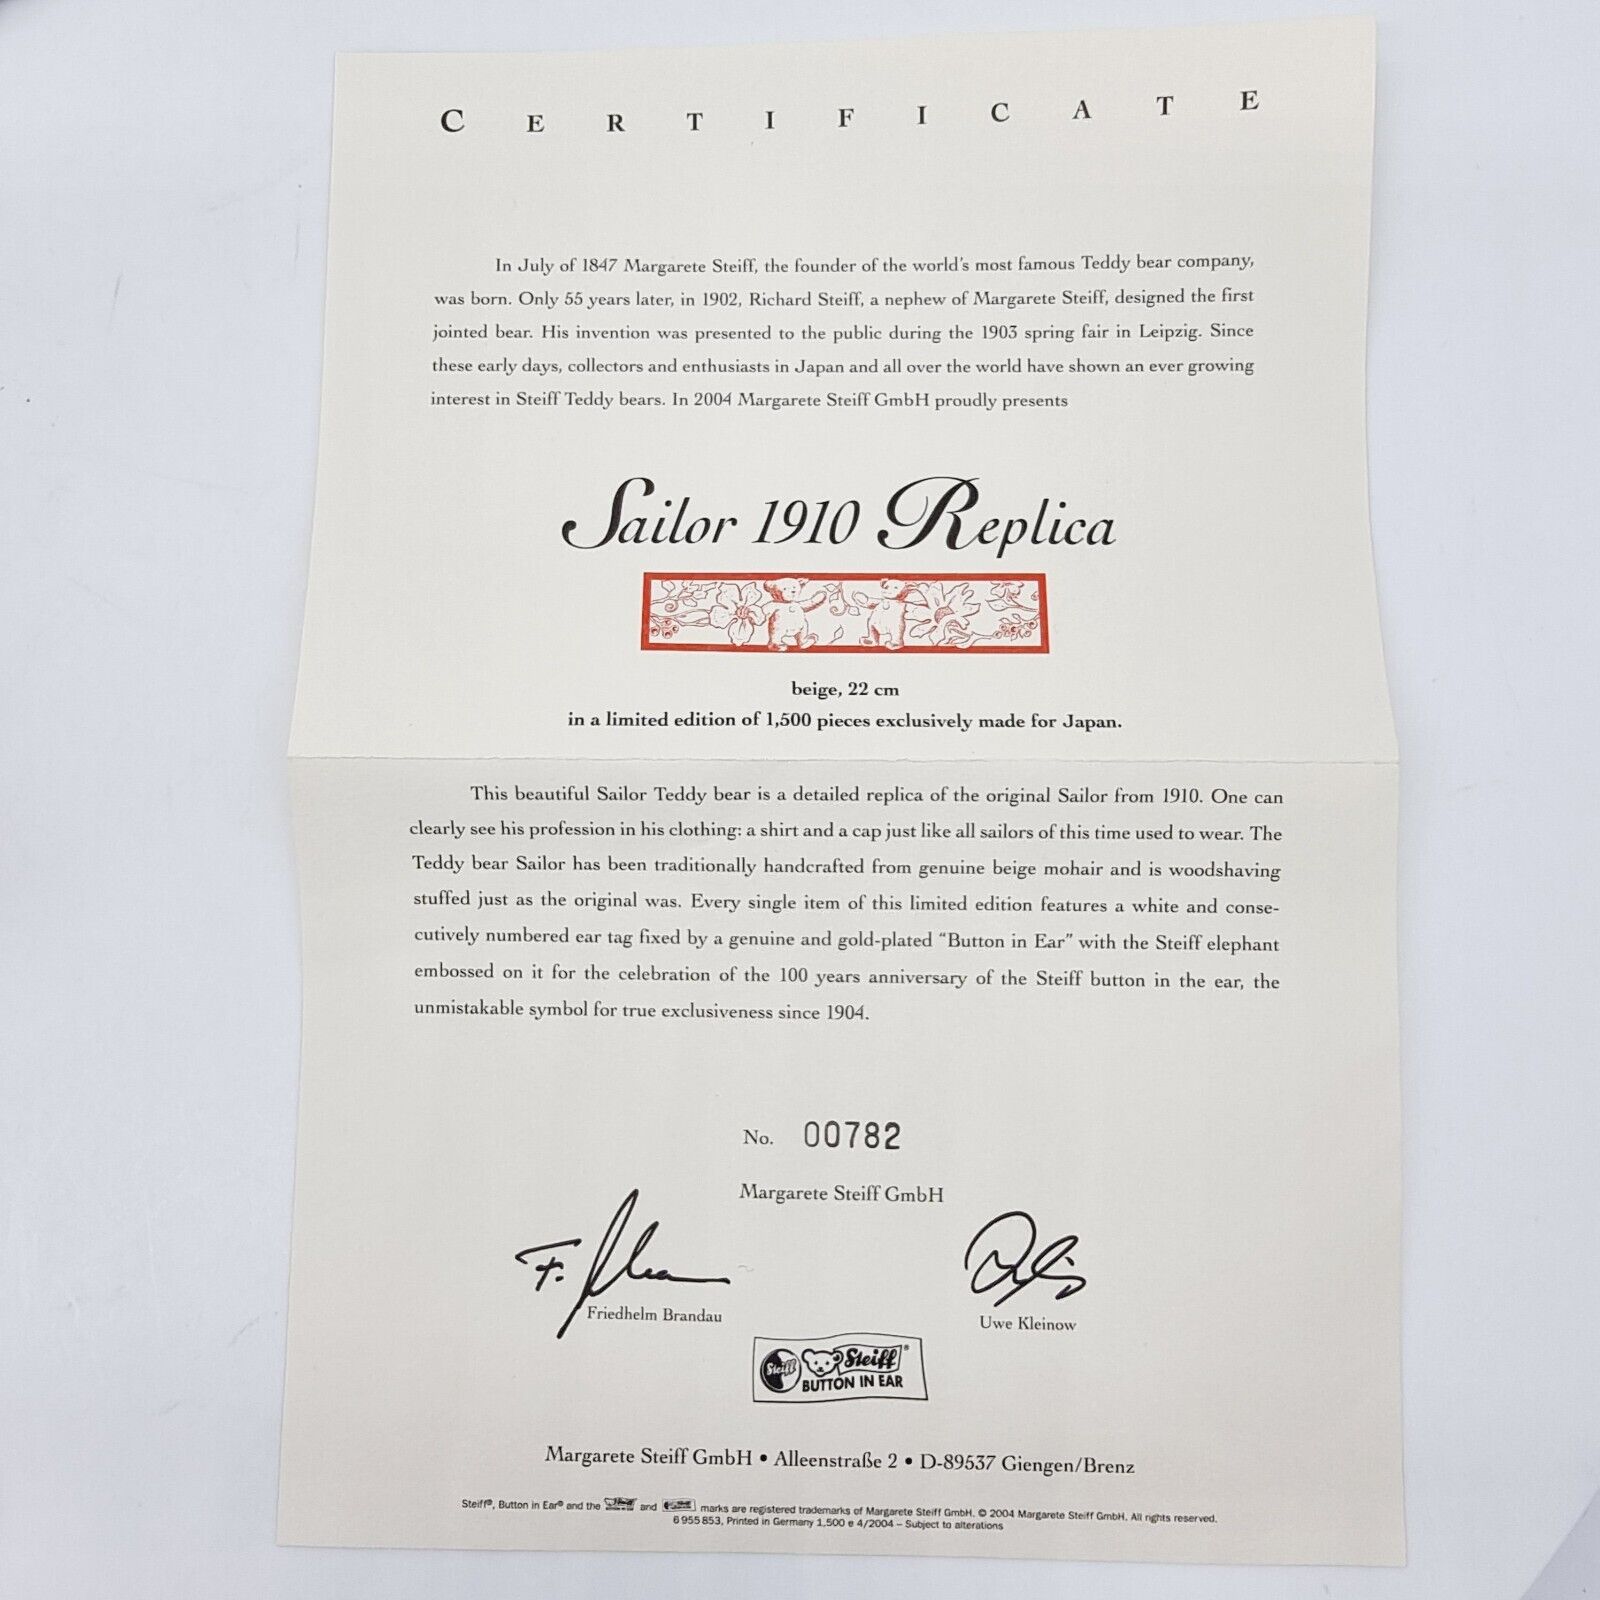 CERTIFICATE
In July of 1847 Margarete Steiff, the founder of the world's most famous Teddy bear company,
was born. Only 55 years later, in 1902, Richard Steiff, a nephew of Margarete Steiff, designed the first
jointed bear. His invention was presented to the public during the 1903 spring fair in Leipzig. Since
these early days, collectors and enthusiasts in Japan and all over the world have shown an ever growing
interest in Steiff Teddy bears. In 2004 Margarete Steiff GmbH proudly presents
Sailor 1910 Replica
beige, 22 cm
in a limited edition of 1,500 pieces exclusively made for Japan.
This beautiful Sailor Teddy bear is a detailed replica of the original Sailor from 1910. One can
clearly see his profession in his clothing: a shirt and a cap just like all sailors of this time used to wear. The
Teddy bear Sailor has been traditionally handcrafted from genuine beige mohair and is woodshaving
stuffed just as the original was. Every single item of this limited edition features a white and conse-
cutively numbered ear tag fixed by a genuine and gold-plated “Button in Ear” with the Steiff elephant
embossed on it for the celebration of the 100 years anniversary of the Steiff button in the ear, the
unmistakable symbol for true exclusiveness since 1904.
No. 00782
Margarete Steiff GmbH
Friedhelm Brandau
Uwe Kleinow
Steiff Steiff®
BUTTON IN EAR
Margarete Steiff GmbH • Alleenstraße 2 • D-89537 Giengen/Brenz
Steiff®, Button in Ear® and the and marks are registered trademarks of Margarete Steiff GmbH. © 2004 Margarete Steiff GmbH. All rights reserved.
6 955 853, Printed in Germany 1,500 e 4/2004 – Subject to alterations